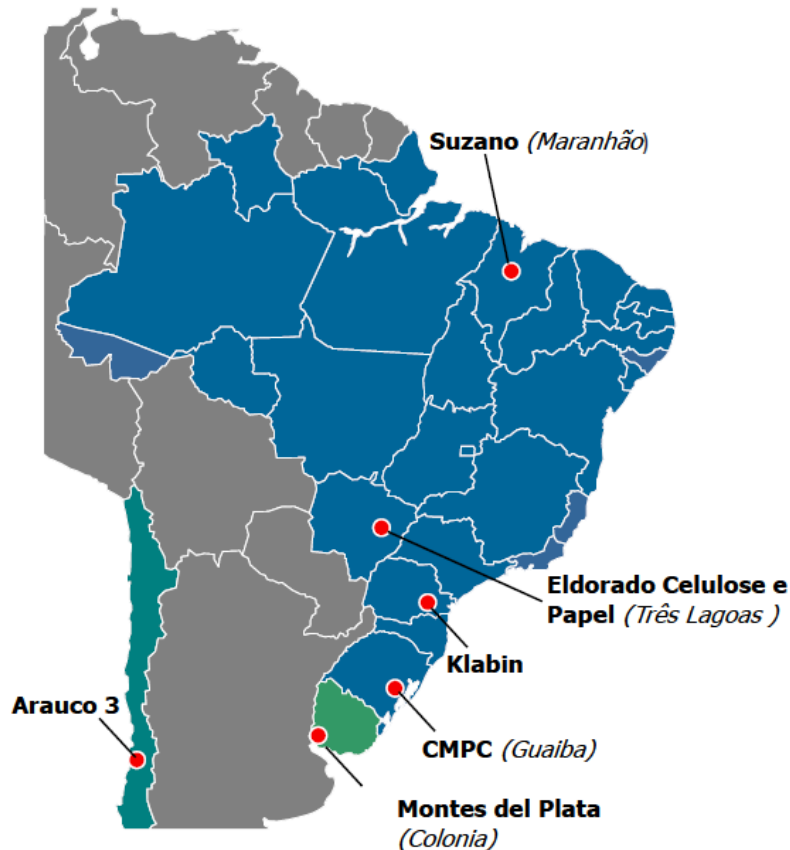 Suzano (Maranhão)
Eldorado Celulose e
Papel (Três Lagoas )
Klabin
Arauco 3
CMPC (Guaiba)
Montes del Plata
(Colonia)